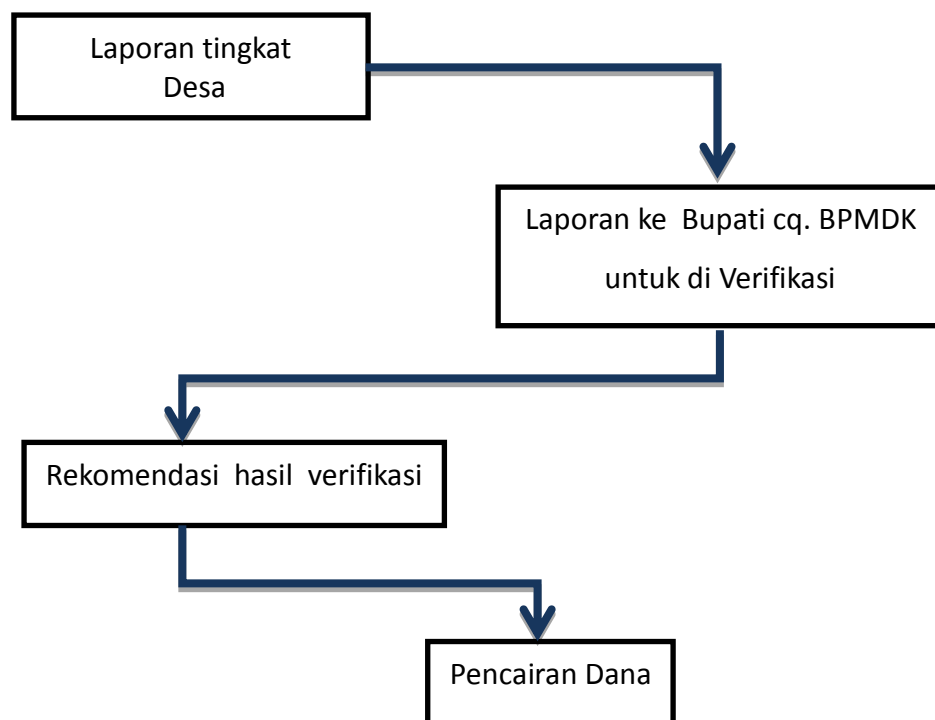 Laporan tingkat
Desa
Laporan ke Bupati cq. BPMDK
untuk di Verifikasi
Rekomendasi hasil verifikasi
Pencairan Dana